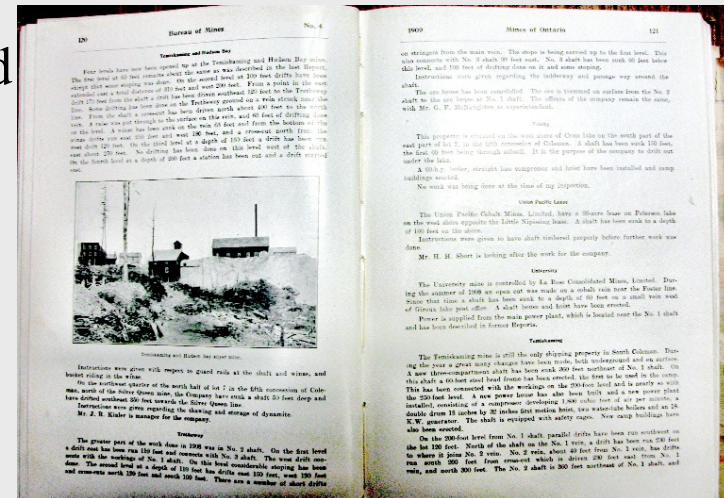 d
120 Bureau of Mines No. 4
Temiskaming and Hudson Bay
Four levels have now been opened up at the Temiskaming and Hudson Bay mine.
The first level at 60 feet remains about the same as was described in the last Report,
except that some stoping was done. On the second level at 100 feet drifts have been
extended east a total distance of 310 feet and west 200 feet. From a point in the east
drift 175 feet from the shaft a drift has been driven southeast 120 feet to the Trethewey
line. Some drifting has been done on the Trethewey ground on a vein struck near the
line. From the shaft a crosscut has been driven north about 400 feet to the north
line. A raise was put through to the surface on this vein, and 60 feet of drifting done
on the level. A winze has been sunk on the vein 65 feet and from the bottom of the
winze drifts run east 250 feet and west 190 feet, and a crosscut north from the
west drift 120 feet. On the third level at a depth of 150 feet a drift has been run
east about 270 feet. No drifting has been done on this level west of the shaft.
On the fourth level at a depth of 200 feet a station has been cut and a drift started
east.
Temiskaming and Hudson Bay silver mine.
Instructions were given with respect to guard rails at the shaft and winze, and
bucket riding in the winze.
On the northwest quarter of the north half of lot 7 in the fifth concession of Cole-
man, north of the Silver Queen mine, the Company have sunk a shaft 50 feet deep and
have drifted southeast 350 feet towards the Silver Queen line.
Instructions were given regarding the thawing and storage of dynamite.
Mr. J. R. Kinler is manager for the company.
Trethewey
The greater part of the work done in 1908 was in No. 2 shaft. On the first level
a drift east has been run 159 feet and connects with No. 3 shaft. The west drift con-
nects with the workings of No. 1 shaft. On this level considerable stoping has been
done. The second level at a depth of 110 feet has drifts east 150 feet, west 190 feet
and cross-cuts north 120 feet and south 100 feet. There are a number of short drifts
1909 Mines of Ontario 121
on stringers from the main vein. The stope is being carried up to the first level. This
also connects with No. 3 shaft 90 feet east. No. 3 shaft has been sunk 60 feet below
this level, and 100 feet of drifting done on it and some stoping.
Instructions were given regarding the ladderway and passage way around the
shaft.
The ore house has been remodelled. The ore is trammed on surface from the No. 2
shaft to the ore house at No. 1 shaft. The officers of the company remain the same,
with Mr. G. F. McNaughton as superintendent.
This property is situated on the west shore of Cross lake on the south part of the
east part of lot 2, in the fifth concession of Coleman. A shaft has been sunk 150 feet,
the first 60 feet being through subsoil. It is the purpose of the company to drift out
under the lake.
A 60-h.p. boiler, straight line compressor and hoist have been installed and camp
buildings erected.
No work was being done at the time of my inspection.
Union Pacific Lease
The Union Pacific Cobalt Mines, Limited, have a 20-acre lease on Peterson lake
on the west shore opposite the Little Nipissing lease. A shaft has been sunk to a depth
of 100 feet on the shore.
Instructions were given to have shaft timbered properly before further work was
done.
Mr. H. H. Short is looking after the work for the company.
University
The University mine is controlled by La Rose Consolidated Mines, Limited. Dur-
ing the summer of 1908 an open cut was made on a cobalt vein near the Foster line.
Since that time a shaft has been sunk to a depth of 60 feet on a small vein west
of Giroux lake post office. A shaft house and hoist have been erected.
Power is supplied from the main power plant, which is located near the No. 1 shaft
and has been described in former Reports.
Temiskaming
The Temiskaming mine is still the only shipping property in South Coleman. Dur-
ing the year a great many changes have been made, both underground and on surface.
A new three-compartment shaft has been sunk 360 feet northeast of No. 1 shaft. On
this shaft a 60-foot steel head frame has been erected, the first to be used in the camp.
This has been connected with the workings on the 200-foot level and is nearly so with
the 250-foot level. A new power house has also been built and a new power plant
installed, consisting of a compressor developing 1,800 cubic feet of air per minute, a
double drum 18 inches by 32 inches first motion hoist, two water-tube boilers and an 18-
K.W. generator. The shaft is equipped with safety cages. New camp buildings have
also been erected.
On the 200-foot level from No. 1 shaft, parallel drifts have been run southwest on
the lot 120 feet. North of the shaft on the No. 1 vein, a drift has been run 230 feet
to where it joins No. 2 vein. No. 2 vein, about 40 feet from No. 1 vein, has drifts
run south 200 feet from cross-cut which is driven 230 feet east from No. 1
vein, and north 300 feet. The No. 2 shaft is 360 feet northeast of No. 1 shaft, and